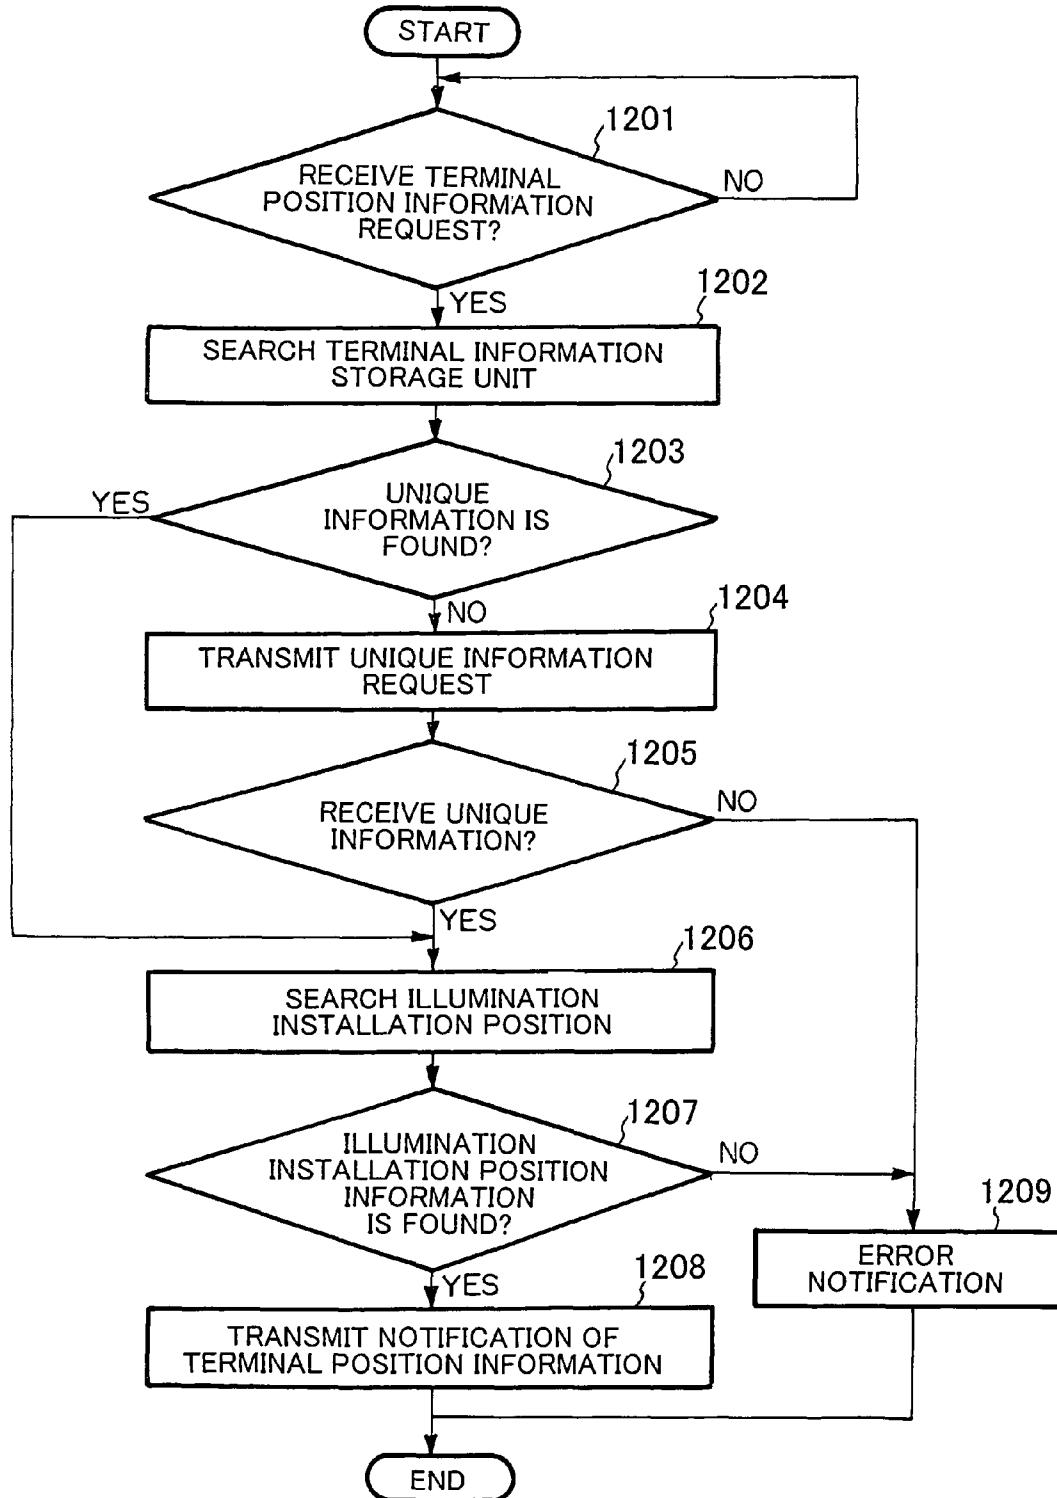 START
1201
RECEIVE TERMINAL
POSITION INFORMATION
REQUEST?
NO
YES
1202
SEARCH TERMINAL INFORMATION
STORAGE UNIT
1203
YES
UNIQUE
INFORMATION IS
FOUND?
NO
1204
TRANSMIT UNIQUE INFORMATION
REQUEST
1205
RECEIVE UNIQUE
INFORMATION?
NO
YES
1206
SEARCH ILLUMINATION
INSTALLATION POSITION
1207
ILLUMINATION
INSTALLATION POSITION
INFORMATION
IS FOUND?
NO
1209
ERROR
NOTIFICATION
YES
1208
TRANSMIT NOTIFICATION OF
TERMINAL POSITION INFORMATION
END